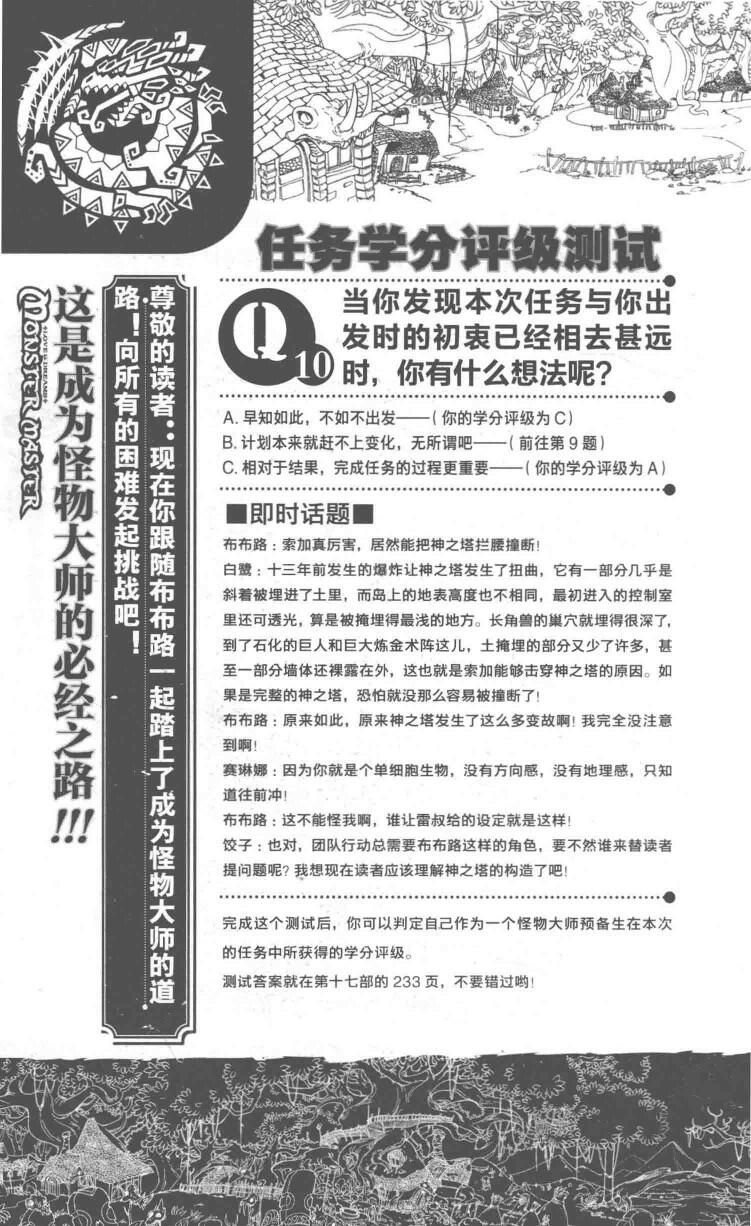 任务学分评级测试
Q10
当你发现本次任务与你出
发时的初衷已经相去甚远
时，你有什么想法呢？
A. 早知如此，不如不出发——（你的学分评级为 C）
B. 计划本来就赶不上变化，无所谓吧——（前往第 9 题）
C. 相对于结果，完成任务的过程更重要——（你的学分评级为 A）
■即时话题■
布布路：索加真厉害，居然能把神之塔拦腰撞断！
白鹭：十三年前发生的爆炸让神之塔发生了扭曲，它有一部分几乎是
斜着被埋进了土里，而岛上的地表高度也不相同，最初进入的控制室
里还可透光，算是被掩埋得最浅的地方。长角兽的巢穴就埋得很深了，
到了石化的巨人和巨大炼金术阵这儿，土掩埋的部分又少了许多，甚
至一部分墙体还裸露在外，这也就是索加能够击穿神之塔的原因。如
果是完整的神之塔，恐怕就没那么容易被撞断了！
布布路：原来如此，原来神之塔发生了这么多变故啊！我完全没注意
到啊！
赛琳娜：因为你就是个单细胞生物，没有方向感，没有地理感，只知
道往前冲！
布布路：这不能怪我啊，谁让雷叔给的设定就是这样！
饺子：也对，团队行动总需要布布路这样的角色，要不然谁来替读者
提问题呢？我想现在读者应该理解神之塔的构造了吧！
完成这个测试后，你可以判定自己作为一个怪物大师预备生在本次
的任务中所获得的学分评级。
测试答案就在第十七部的 233 页，不要错过哟！
尊敬的读者：现在你跟随布布路一起踏上了成为怪物大师的道
路！向所有的困难发起挑战吧！
这是成为怪物大师的必经之路!!!
+LOVE & DREAMS+
MONSTER MASTER